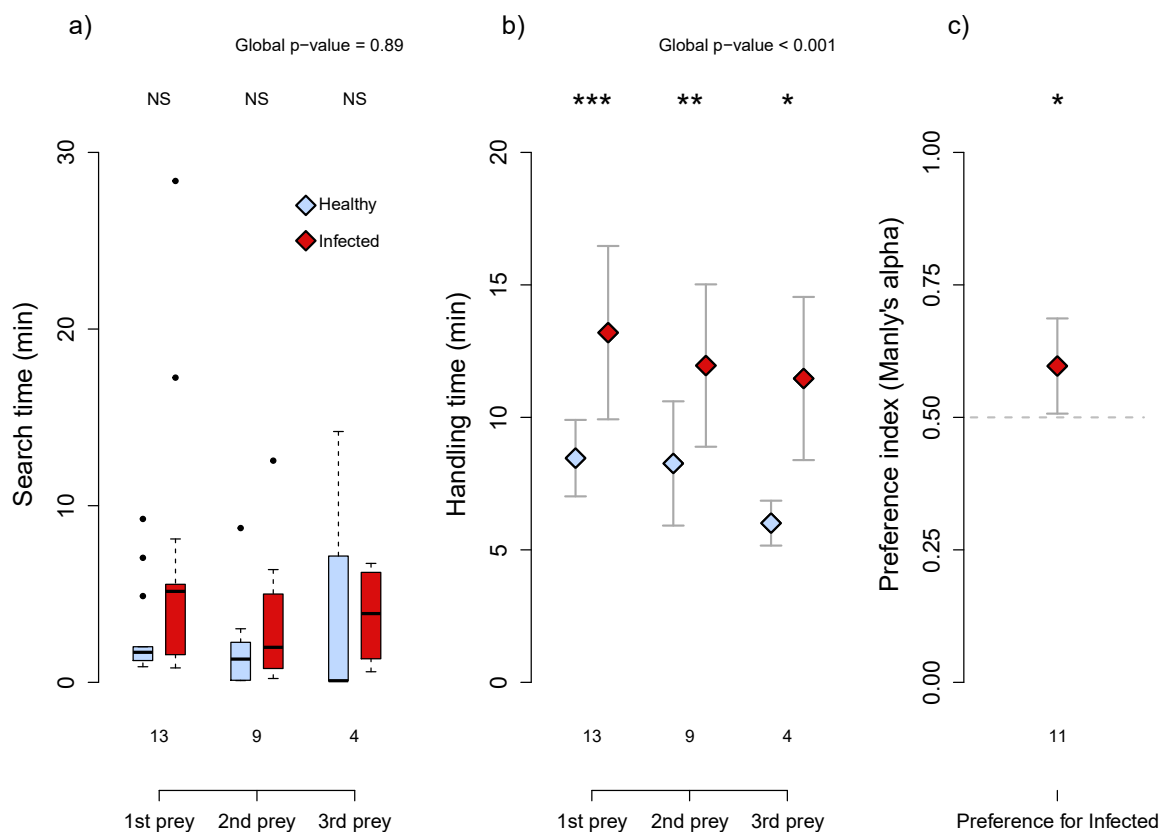 a)
Global p−value = 0.89
NS NS NS
Search time (min)
30
20
10
0
Healthy
Infected
13 9 4
1st prey 2nd prey 3rd prey
b)
Global p−value < 0.001
*** ** *
Handling time (min)
20
15
10
5
0
13 9 4
1st prey 2nd prey 3rd prey
c)
*
Preference index (Manly's alpha)
1.00
0.75
0.50
0.25
0.00
11
Preference for Infected